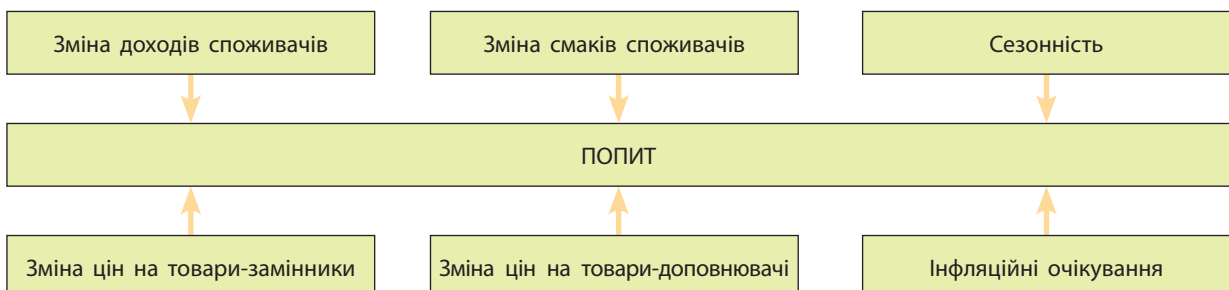 Зміна доходів споживачів
Зміна смаків споживачів
Сезонність
ПОПИТ
Зміна цін на товари-замінники
Зміна цін на товари-доповнювачі
Інфляційні очікування